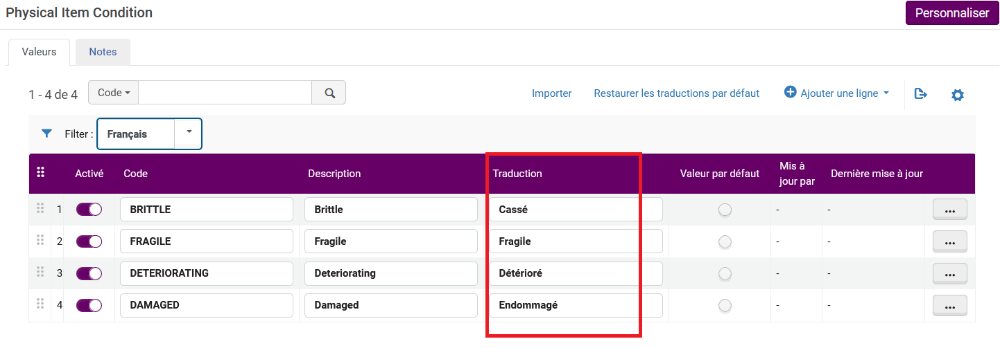 Physical Item Condition
Personnaliser
Valeurs
Notes
1 - 4 de 4
Code
Importer
Restaurer les traductions par défaut
Ajouter une ligne
Filter :
Français
Activé
Code
Description
Traduction
Valeur par défaut
Mis à
jour par
Dernière mise à jour
1 BRITTLE Brittle Cassé - - ...
2 FRAGILE Fragile Fragile - - ...
3 DETERIORATING Deteriorating Détérioré - - ...
4 DAMAGED Damaged Endommagé - - ...